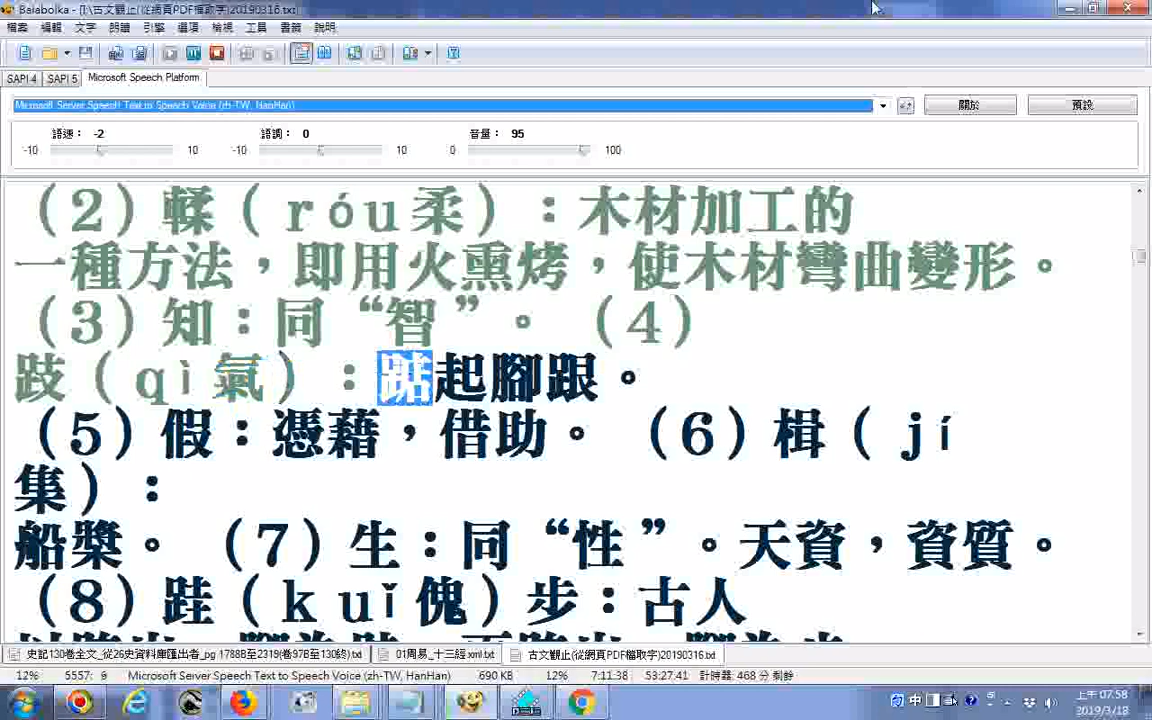 Balabolka - [I:\古文觀止(從網頁PDF擷取字)20190316.txt]
檔案 編輯 文字 朗讀 引擎 選項 檢視 工具 書籤 說明
SAPI 4 SAPI 5 Microsoft Speech Platform
Microsoft Server Speech Text to Speech Voice (zh-TW, HanHan)
關於 預設
語速： -2 語調： 0 音量： 95
-10 10 -10 10 0 100
（2）輮（róu柔）：木材加工的
一種方法，即用火熏烤，使木材彎曲變形。
（3）知：同“智”。（4）
跂（qì氣）：踮起腳跟。
（5）假：憑藉，借助。（6）楫（jí
集）：
船槳。（7）生：同“性”。天資，資質。
（8）跬（kuǐ傀）步：古人
史記130卷全文_從26史資料庫匯出者_pg 1788B至2319(卷97B至130終).txt 01周易_十三經.xml.txt 古文觀止(從網頁PDF擷取字)20190316.txt
12% 5557: 9 Microsoft Server Speech Text to Speech Voice (zh-TW, HanHan) 690 KB 12% 7:11:38 53:27:41 計時器: 468 分 剩餘
中
上午 07:58
2019/3/18